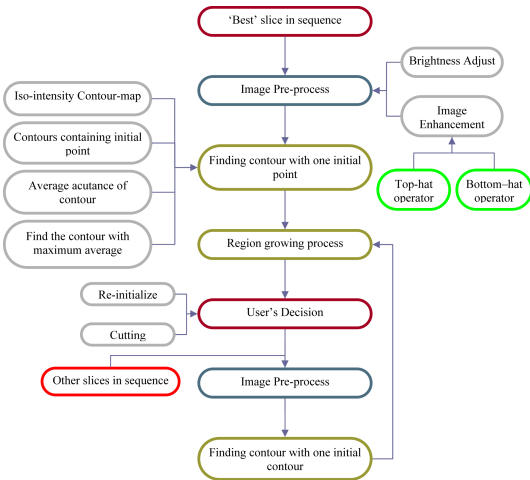 ‘Best’ slice in sequence
Brightness Adjust
Image Pre-process
Iso-intensity Contour-map
Image
Enhancement
Contours containing initial
point
Finding contour with one initial
point
Top-hat
operator
Bottom–hat
operator
Average acutance of
contour
Find the contour with
maximum average
Region growing process
Re-initialize
User’s Decision
Cutting
Other slices in sequence
Image Pre-process
Finding contour with one initial
contour